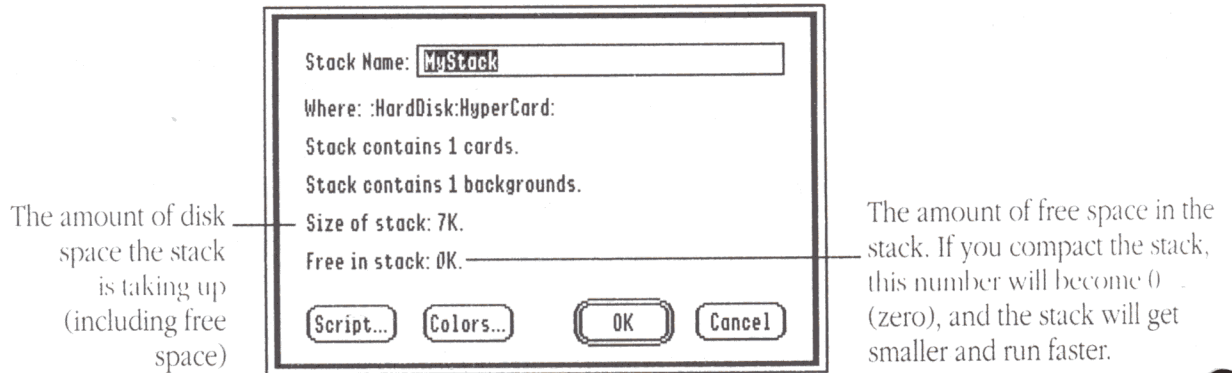 Stack Name: MyStack
Where: :HardDisk:HyperCard:
Stack contains 1 cards.
Stack contains 1 backgrounds.
Size of stack: 7K.
Free in stack: 0K.
Script...
Colors...
OK
Cancel
The amount of disk
space the stack
is taking up
(including free
space)
The amount of free space in the
stack. If you compact the stack,
this number will become 0
(zero), and the stack will get
smaller and run faster.